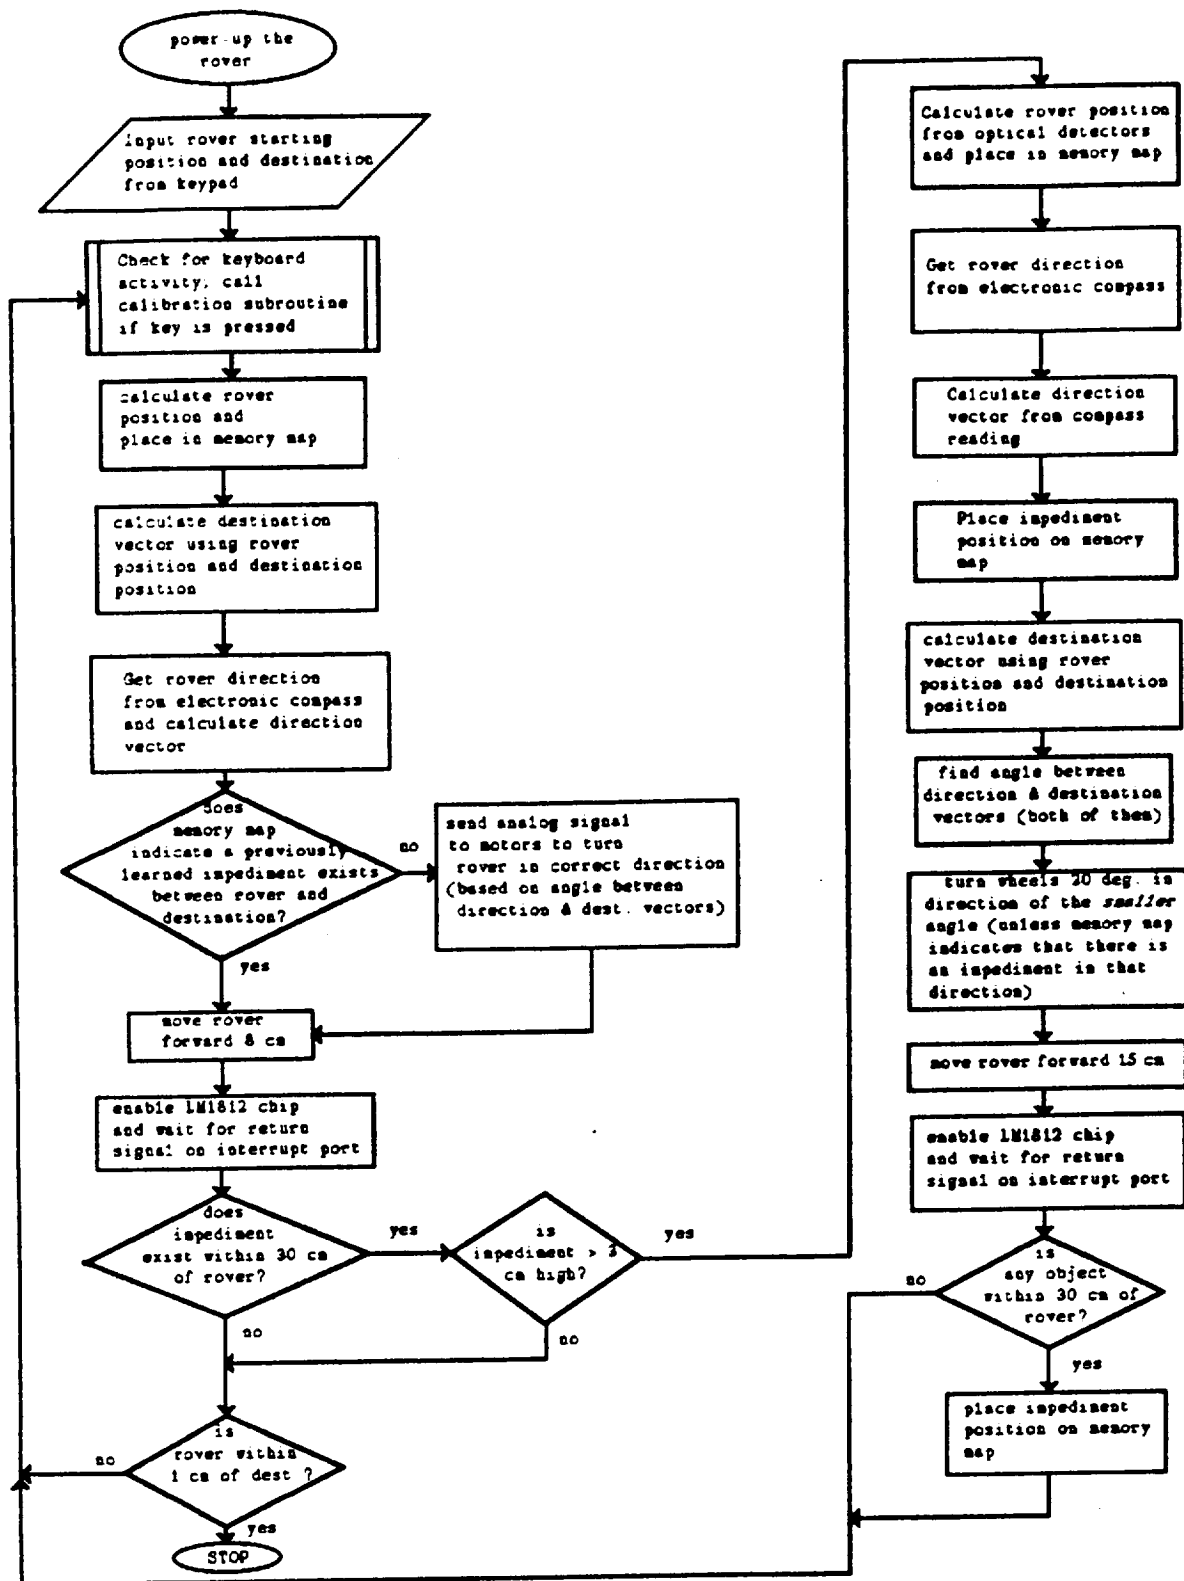 power-up the
rover
Input rover starting
position and destination
from keypad
Check for keyboard
activity, call
calibration subroutine
if key is pressed
calculate rover
position and
place in memory map
calculate destination
vector using rover
position and destination
position
Get rover direction
from electronic compass
and calculate direction
vector
does
memory map
indicate a previously
learned impediment exists
between rover and
destination?
no
yes
send analog signal
to motors to turn
rover in correct direction
(based on angle between
direction & dest. vectors)
move rover
forward 8 cm
enable LM1812 chip
and wait for return
signal on interrupt port
does
impediment
exist within 30 cm
of rover?
yes
no
is
impediment > 3
cm high?
yes
no
is
rover within
1 cm of dest ?
no
yes
STOP
Calculate rover position
from optical detectors
and place in memory map
Get rover direction
from electronic compass
Calculate direction
vector from compass
reading
Place impediment
position on memory
map
calculate destination
vector using rover
position and destination
position
find angle between
direction & destination
vectors (both of them)
turn wheels 20 deg. in
direction of the smaller
angle (unless memory map
indicates that there is
an impediment in that
direction)
move rover forward 15 cm
enable LM1812 chip
and wait for return
signal on interrupt port
is
any object
within 30 cm of
rover?
no
yes
place impediment
position on memory
map